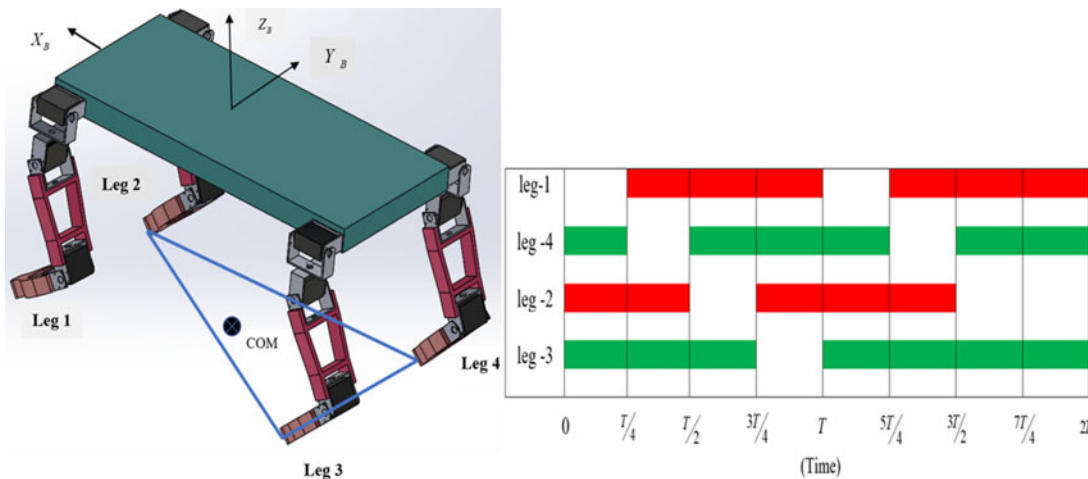 X_B
Z_B
Y_B
Leg 2
Leg 1
COM
Leg 4
Leg 3
leg-1
leg -4
leg -2
leg -3
0 T/4 T/2 3T/4 T 5T/4 3T/2 7T/4
(Time)